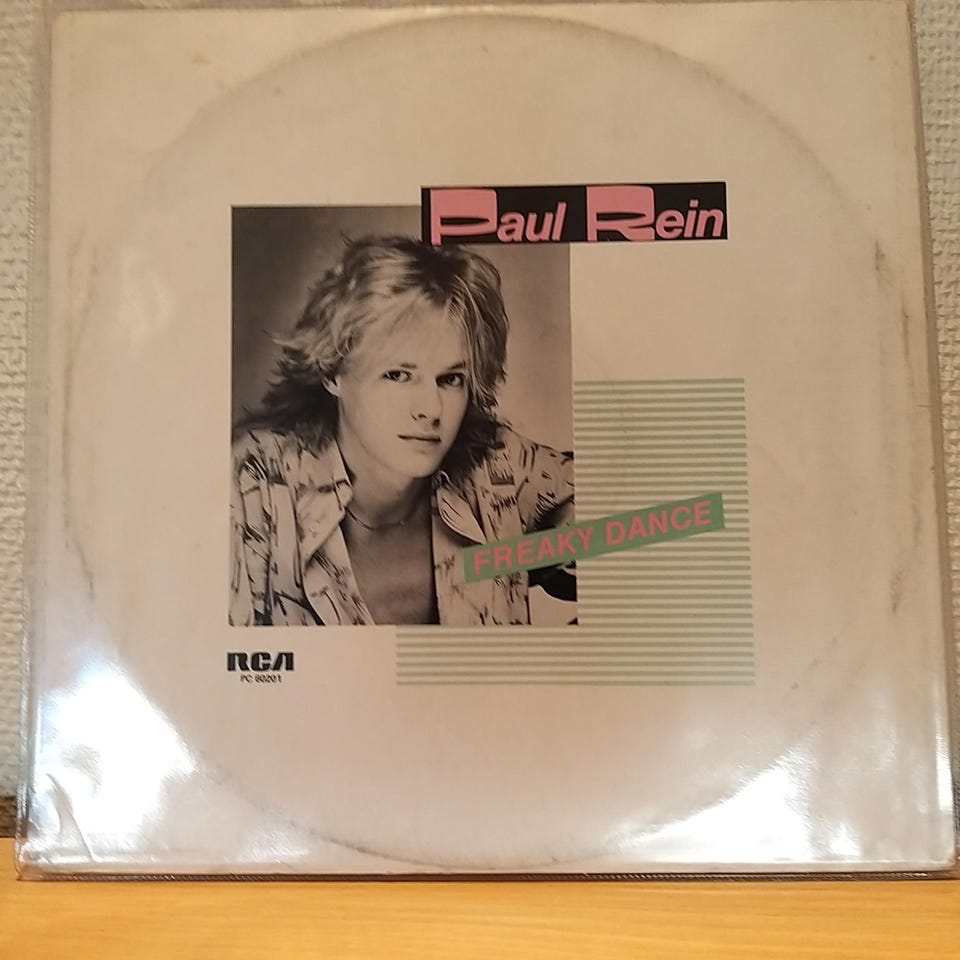 Paul Rein
FREAKY DANCE
RCA
PC 60201